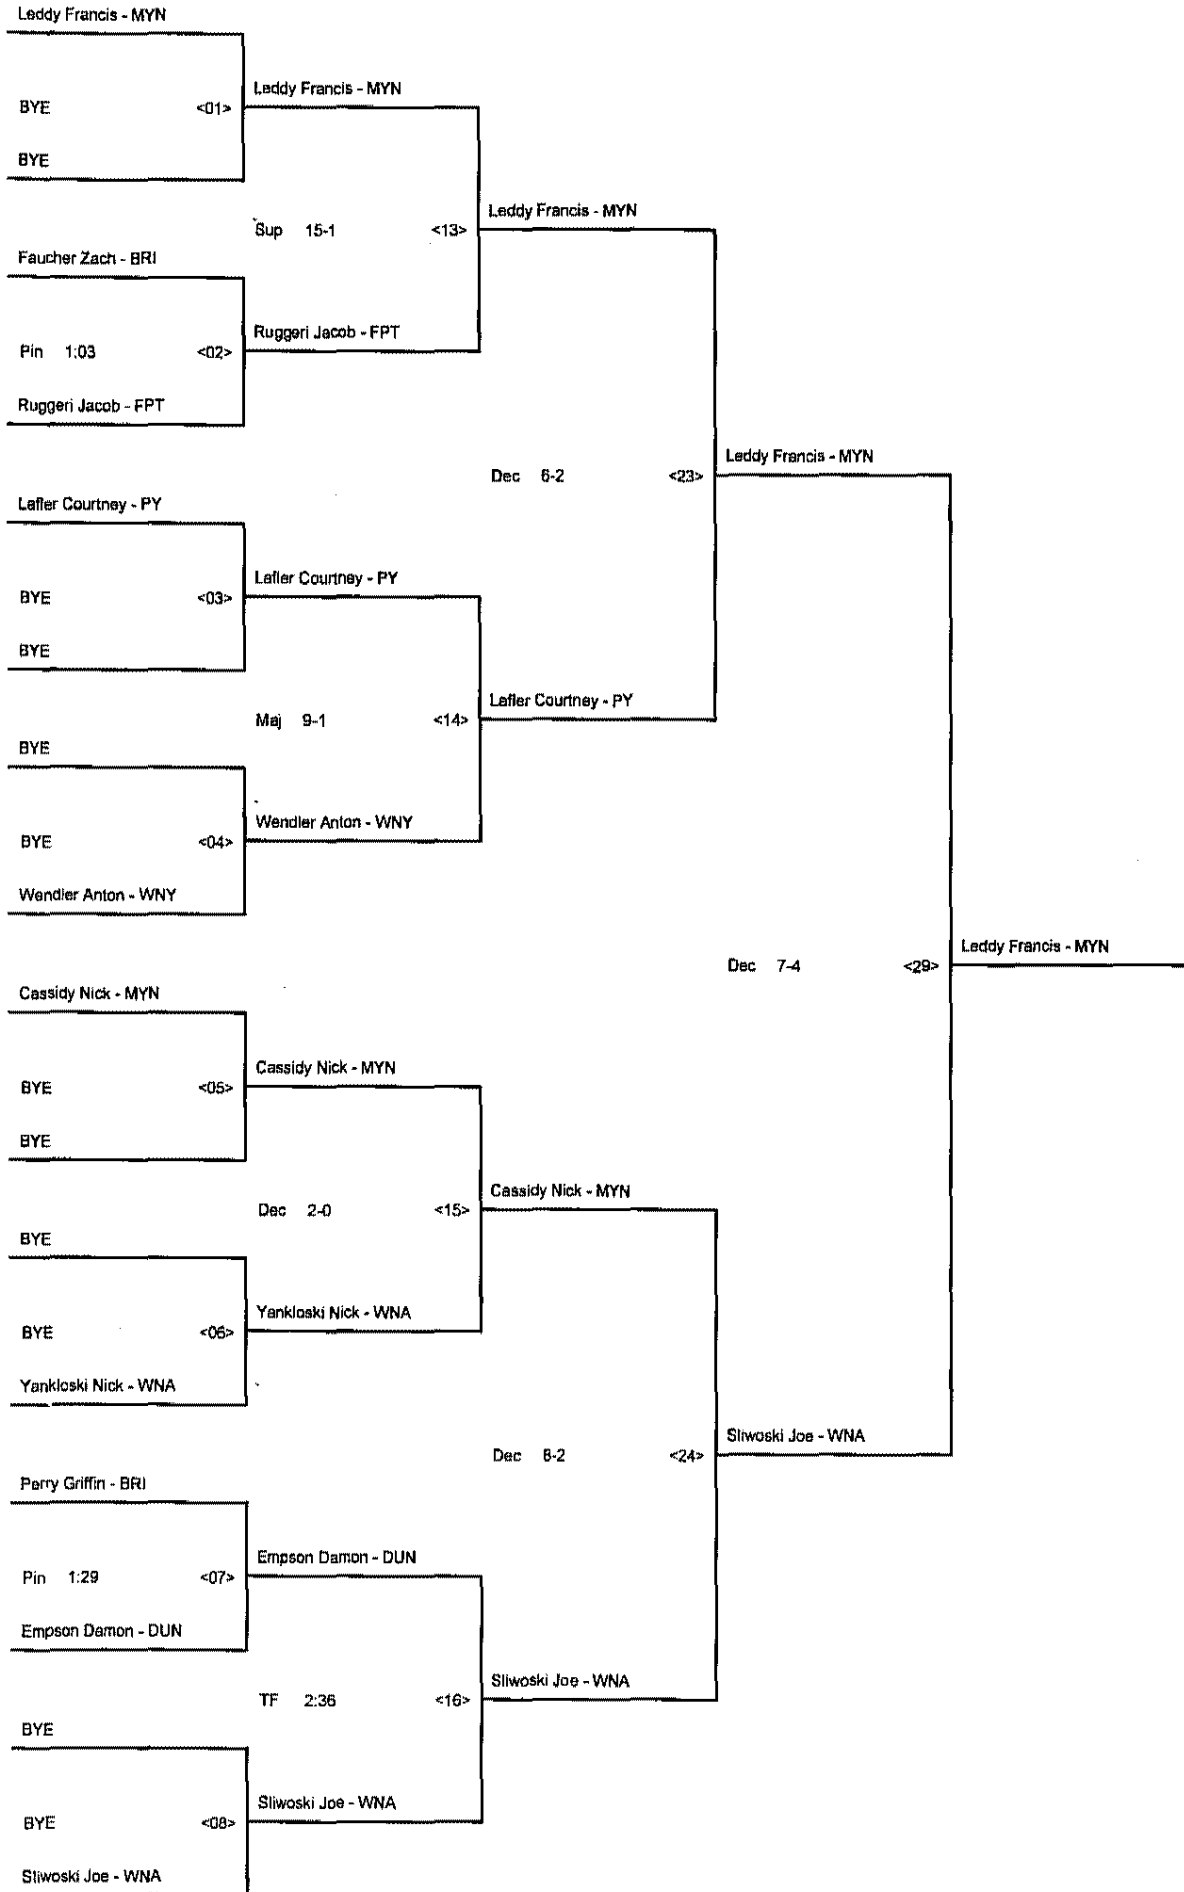 Leddy Francis - MYN
Leddy Francis - MYN
BYE <01>
BYE
Leddy Francis - MYN
Sup 15-1 <13>
Faucher Zach - BRI
Ruggeri Jacob - FPT
Pin 1:03 <02>
Ruggeri Jacob - FPT
Leddy Francis - MYN
Dec 6-2 <23>
Lafler Courtney - PY
Lafler Courtney - PY
BYE <03>
BYE
Lafler Courtney - PY
Maj 9-1 <14>
BYE
Wendler Anton - WNY
BYE <04>
Wendler Anton - WNY
Leddy Francis - MYN
Dec 7-4 <29>
Cassidy Nick - MYN
Cassidy Nick - MYN
BYE <05>
BYE
Cassidy Nick - MYN
Dec 2-0 <15>
BYE
Yankloski Nick - WNA
BYE <06>
Yankloski Nick - WNA
Sliwoski Joe - WNA
Dec 8-2 <24>
Perry Griffin - BRI
Empson Damon - DUN
Pin 1:29 <07>
Empson Damon - DUN
Sliwoski Joe - WNA
TF 2:36 <16>
BYE
Sliwoski Joe - WNA
BYE <08>
Sliwoski Joe - WNA